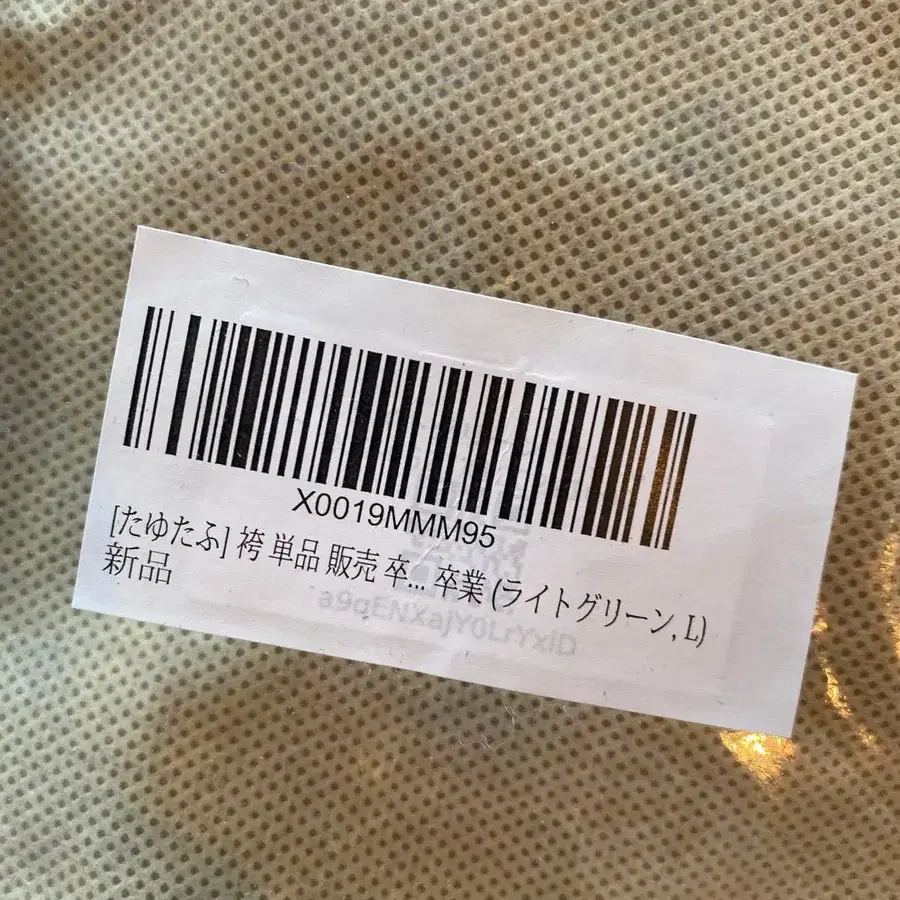 X0019MMM95
[たゆたふ] 袴 単品 販売 卒... 卒業 (ライトグリーン, L)
新品